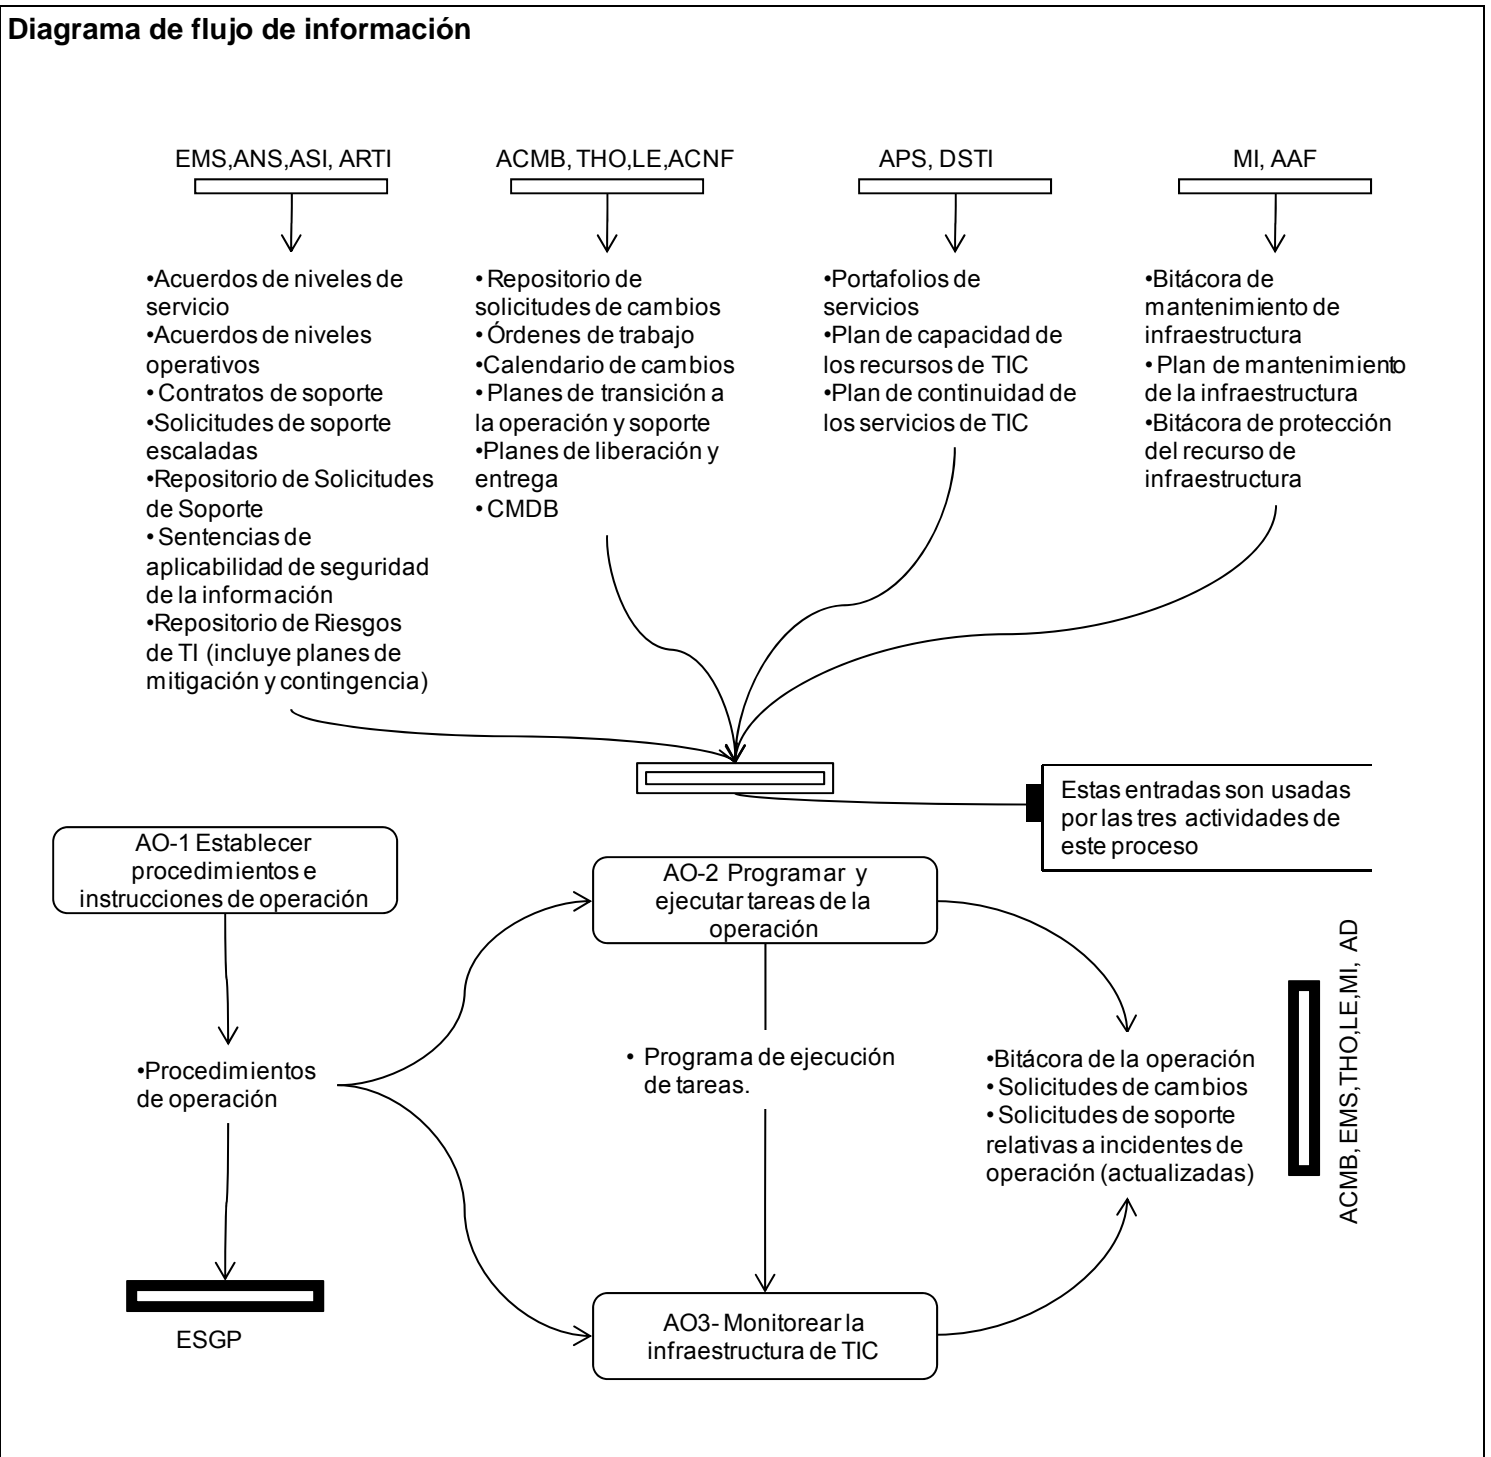 Diagrama de flujo de información
EMS,ANS,ASI, ARTI
•Acuerdos de niveles de
servicio
•Acuerdos de niveles
operativos
• Contratos de soporte
•Solicitudes de soporte
escaladas
•Repositorio de Solicitudes
de Soporte
• Sentencias de
aplicabilidad de seguridad
de la información
•Repositorio de Riesgos
de TI (incluye planes de
mitigación y contingencia)
ACMB, THO,LE,ACNF
• Repositorio de
solicitudes de cambios
• Órdenes de trabajo
•Calendario de cambios
• Planes de transición a
la operación y soporte
•Planes de liberación y
entrega
• CMDB
APS, DSTI
•Portafolios de
servicios
•Plan de capacidad de
los recursos de TIC
•Plan de continuidad de
los servicios de TIC
MI, AAF
•Bitácora de
mantenimiento de
infraestructura
• Plan de mantenimiento
de la infraestructura
•Bitácora de protección
del recurso de
infraestructura
Estas entradas son usadas
por las tres actividades de
este proceso
AO-1 Establecer
procedimientos e
instrucciones de operación
AO-2 Programar y
ejecutar tareas de la
operación
•Procedimientos
de operación
• Programa de ejecución
de tareas.
•Bitácora de la operación
• Solicitudes de cambios
• Solicitudes de soporte
relativas a incidentes de
operación (actualizadas)
ACMB, EMS,THO,LE,MI, AD
ESGP
AO3- Monitorear la
infraestructura de TIC